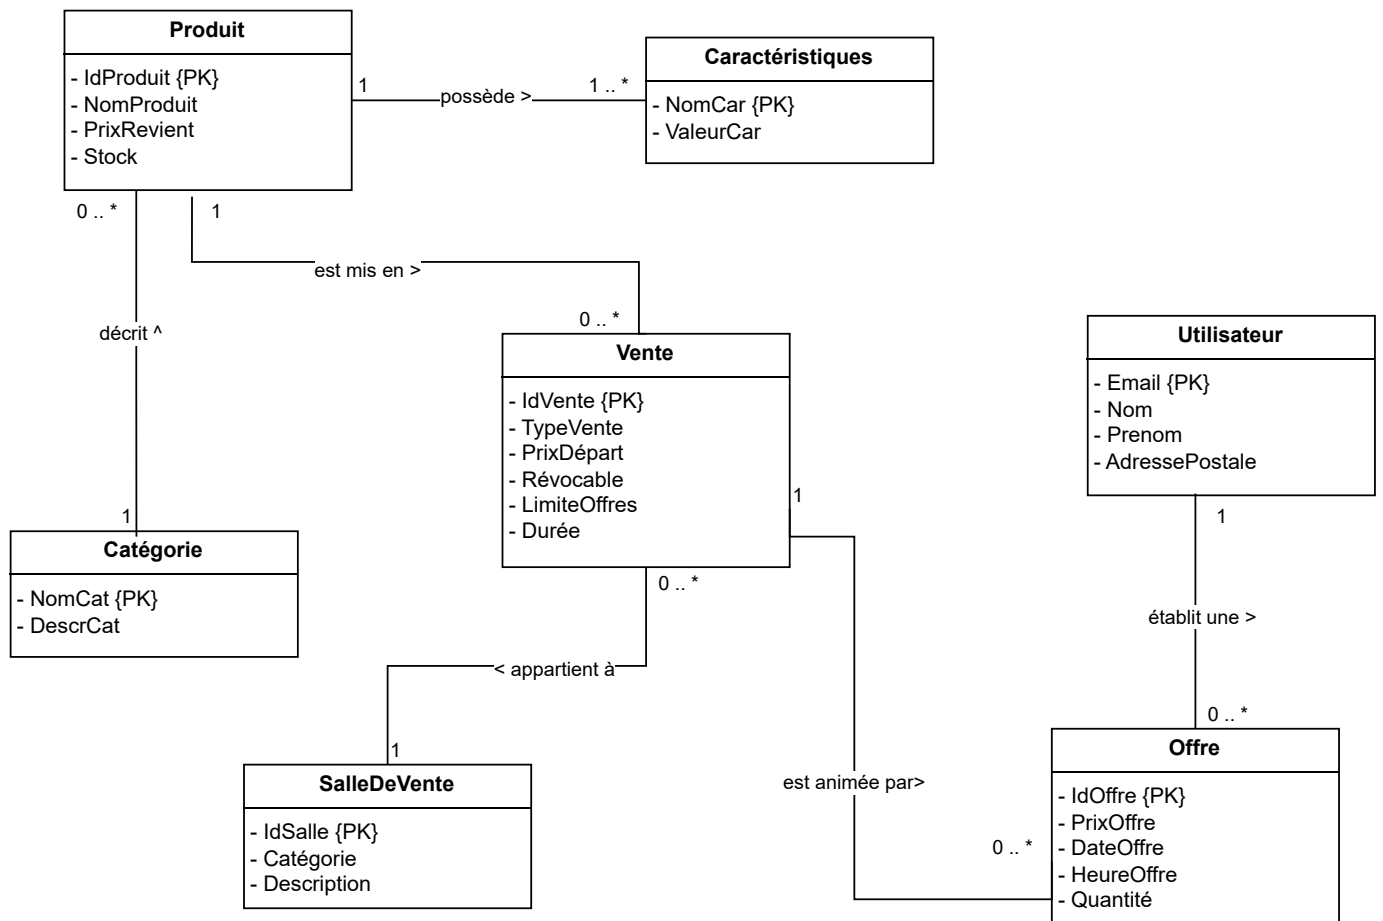 Produit
- IdProduit {PK}
- NomProduit
- PrixRevient
- Stock
1
possède >
1 .. *
Caractéristiques
- NomCar {PK}
- ValeurCar
0 .. *
1
est mis en >
0 .. *
décrit ^
1
Vente
- IdVente {PK}
- TypeVente
- PrixDépart
- Révocable
- LimiteOffres
- Durée
1
0 .. *
Utilisateur
- Email {PK}
- Nom
- Prenom
- AdressePostale
1
établit une >
0 .. *
Catégorie
- NomCat {PK}
- DescrCat
< appartient à
1
SalleDeVente
- IdSalle {PK}
- Catégorie
- Description
est animée par>
0 .. *
Offre
- IdOffre {PK}
- PrixOffre
- DateOffre
- HeureOffre
- Quantité